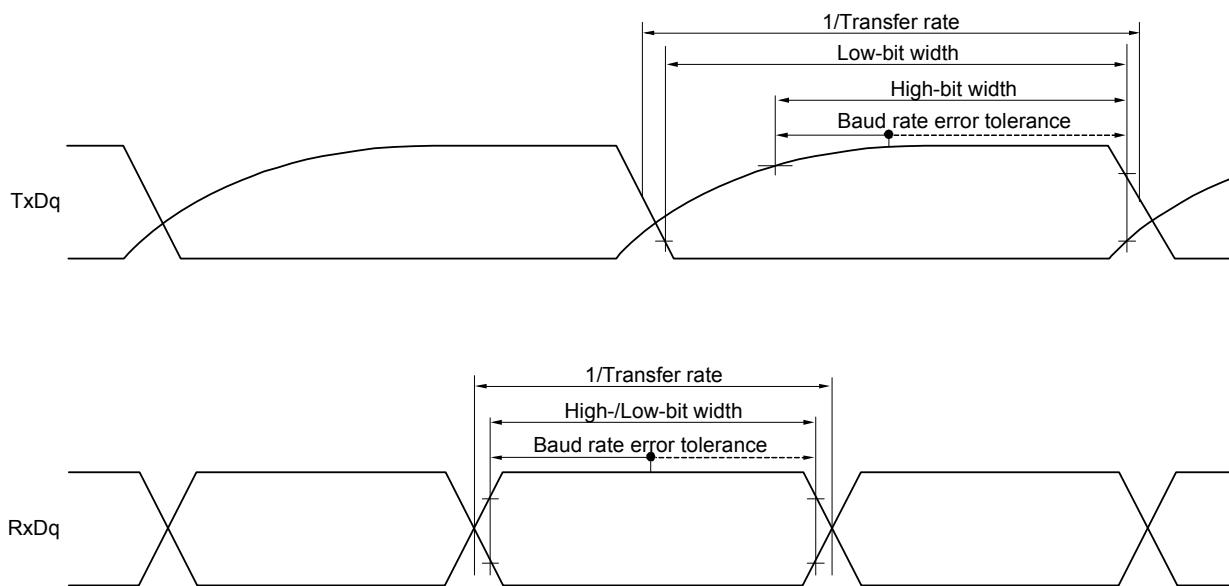 1/Transfer rate
Low-bit width
High-bit width
Baud rate error tolerance
TxDq
1/Transfer rate
High-/Low-bit width
Baud rate error tolerance
RxDq